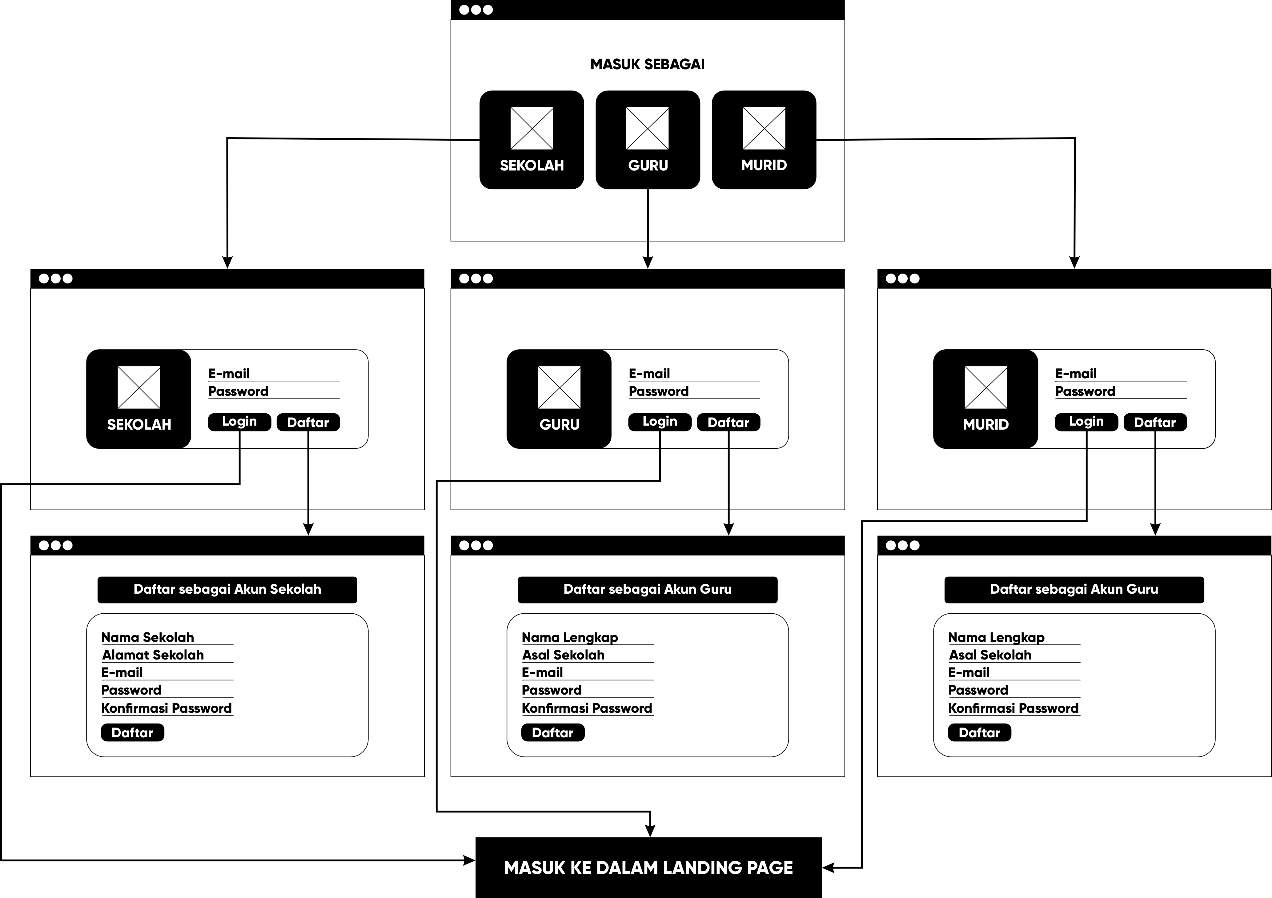 MASUK SEBAGAI
SEKOLAH
GURU
MURID
SEKOLAH
E-mail
Password
Login
Daftar
GURU
E-mail
Password
Login
Daftar
MURID
E-mail
Password
Login
Daftar
Daftar sebagai Akun Sekolah
Nama Sekolah
Alamat Sekolah
E-mail
Password
Konfirmasi Password
Daftar
Daftar sebagai Akun Guru
Nama Lengkap
Asal Sekolah
E-mail
Password
Konfirmasi Password
Daftar
Daftar sebagai Akun Guru
Nama Lengkap
Asal Sekolah
E-mail
Password
Konfirmasi Password
Daftar
MASUK KE DALAM LANDING PAGE